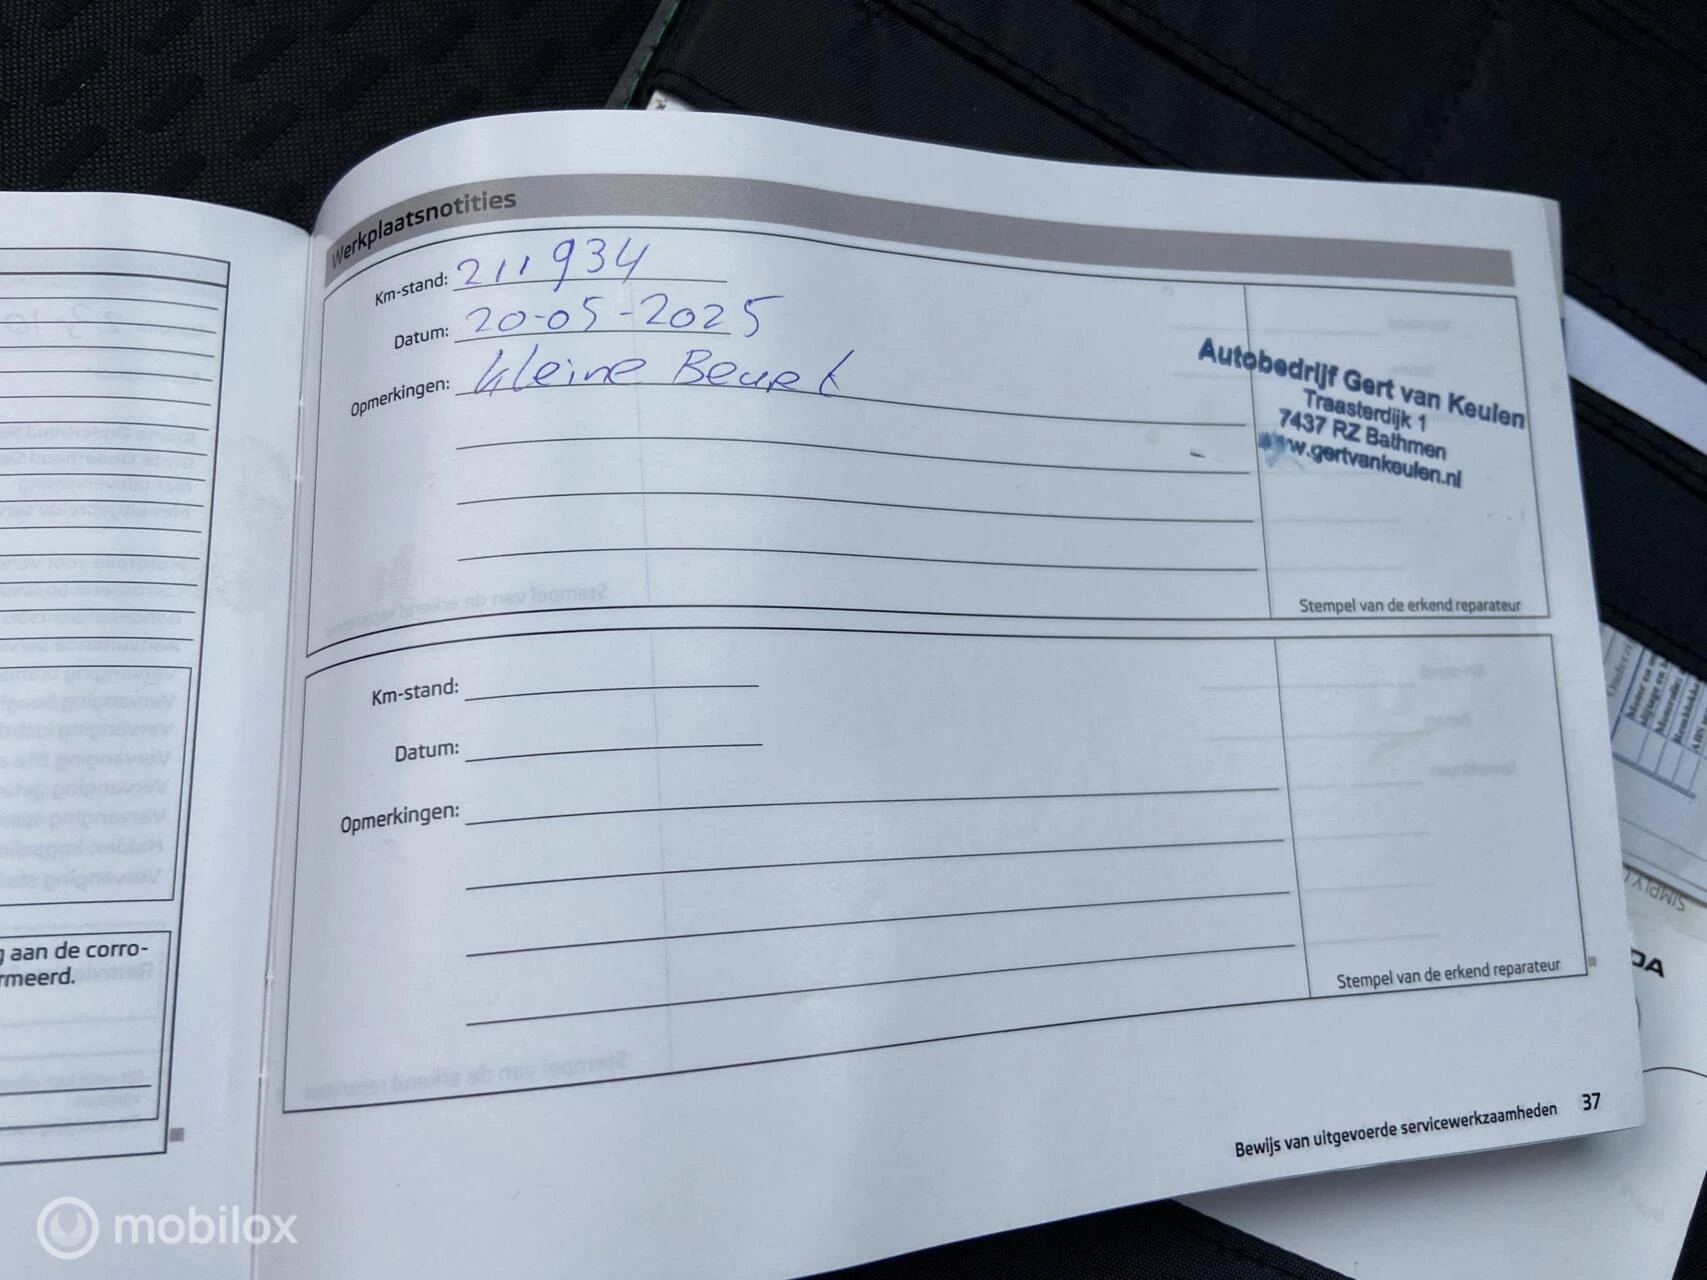 Werkplaatsnotities
Km-stand: 211934
Datum: 20-05-2025
Opmerkingen: kleine Beurt
Autobedrijf Gert van Keulen
Traasterdijk 1
7437 RZ Bathmen
www.gertvankeulen.nl
Stempel van de erkend reparateur
Km-stand:
Datum:
Opmerkingen:
Stempel van de erkend reparateur
Bewijs van uitgevoerde servicewerkzaamheden 37
aan de corro-
rmeerd.
SIMPLY
DA
mobilox